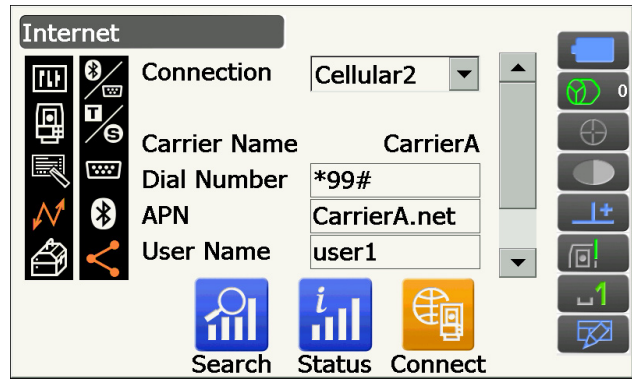 Internet
Connection Cellular2
0
T
S
Carrier Name CarrierA
Dial Number *99#
APN CarrierA.net
User Name user1
1
Search Status Connect